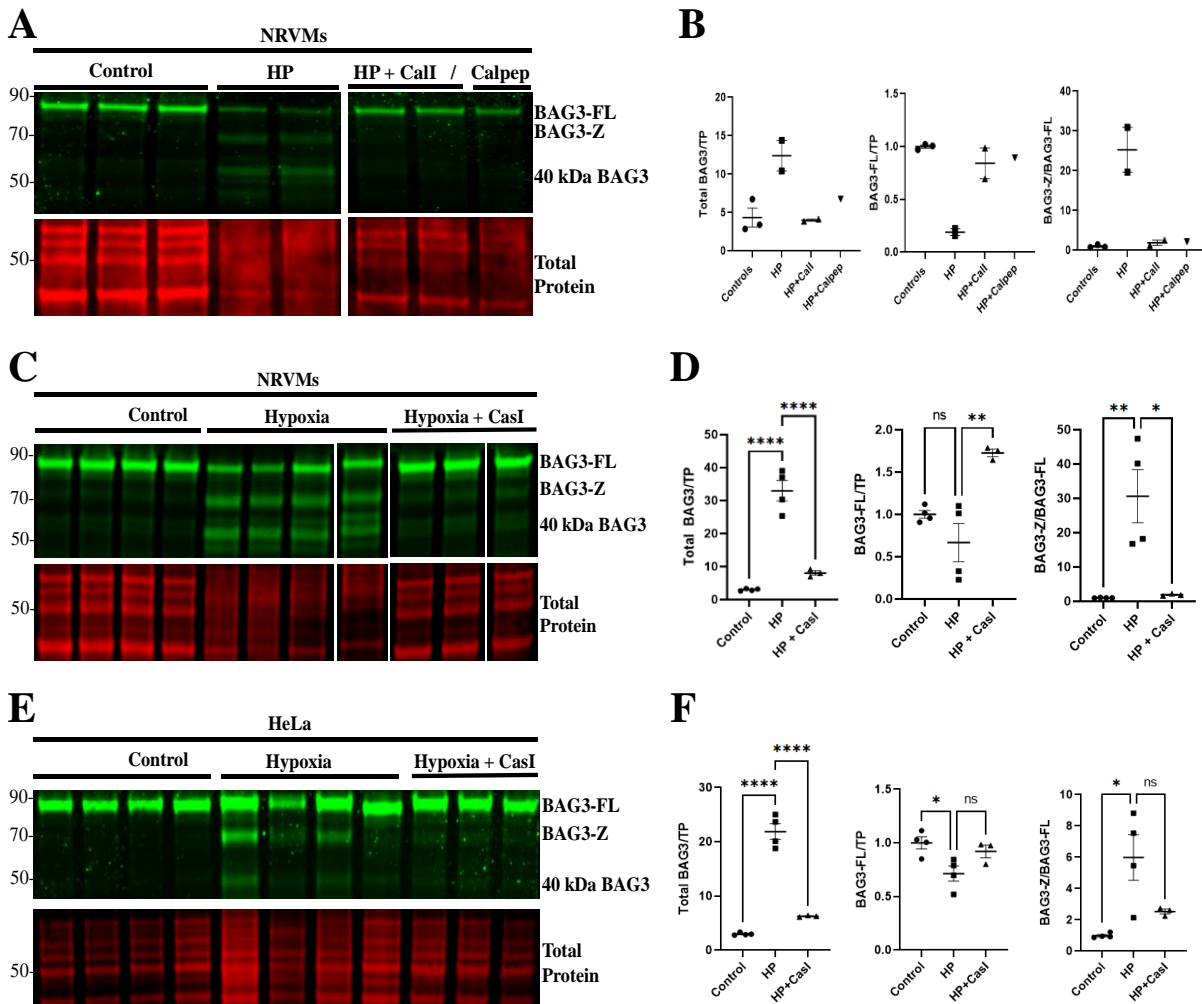 A
NRVMs
Control
HP
HP + CalI / Calpep
90
70
50
BAG3-FL
BAG3-Z
40 kDa BAG3
50
Total
Protein
B
Total BAG3/TP
20
15
10
5
0
Controls
HP
HP+CalI
HP+Calpep
BAG3-FL/TP
1.5
1.0
0.5
0.0
Controls
HP
HP+CalI
HP+Calpep
BAG3-Z/BAG3-FL
40
30
20
10
0
Controls
HP
HP+CalI
HP+Calpep
C
NRVMs
Control
Hypoxia
Hypoxia + CasI
90
70
50
BAG3-FL
BAG3-Z
40 kDa BAG3
50
Total
Protein
D
Total BAG3/TP
50
40
30
20
10
0
****
****
Control
HP
HP + CasI
BAG3-FL/TP
2.0
1.5
1.0
0.5
0.0
ns
**
Control
HP
HP + CasI
BAG3-Z/BAG3-FL
50
40
30
20
10
0
**
*
Control
HP
HP + CasI
E
HeLa
Control
Hypoxia
Hypoxia + CasI
90
70
50
BAG3-FL
BAG3-Z
40 kDa BAG3
50
Total
Protein
F
Total BAG3/TP
30
20
10
0
****
****
Control
HP
HP+CasI
BAG3-FL/TP
1.5
1.0
0.5
0.0
*
ns
Control
HP
HP+CasI
BAG3-Z/BAG3-FL
10
8
6
4
2
0
*
ns
Control
HP
HP+CasI